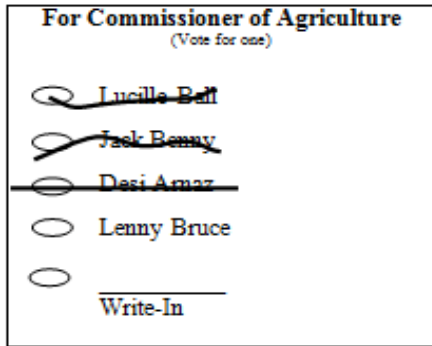 For Commissioner of Agriculture
(Vote for one)
Lucille Ball
Jack Benny
Desi Arnaz
Lenny Bruce
Write-In